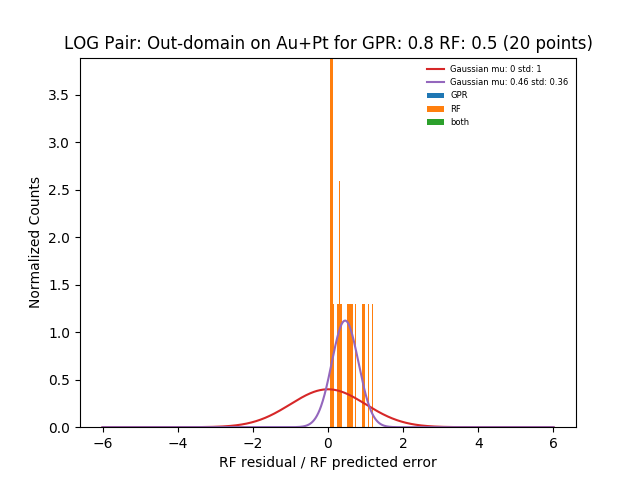 LOG Pair: Out-domain on Au+Pt for GPR: 0.8 RF: 0.5 (20 points)
Gaussian mu: 0 std: 1
Gaussian mu: 0.46 std: 0.36
GPR
RF
both
Normalized Counts
3.5
3.0
2.5
2.0
1.5
1.0
0.5
0.0
−6 −4 −2 0 2 4 6
RF residual / RF predicted error